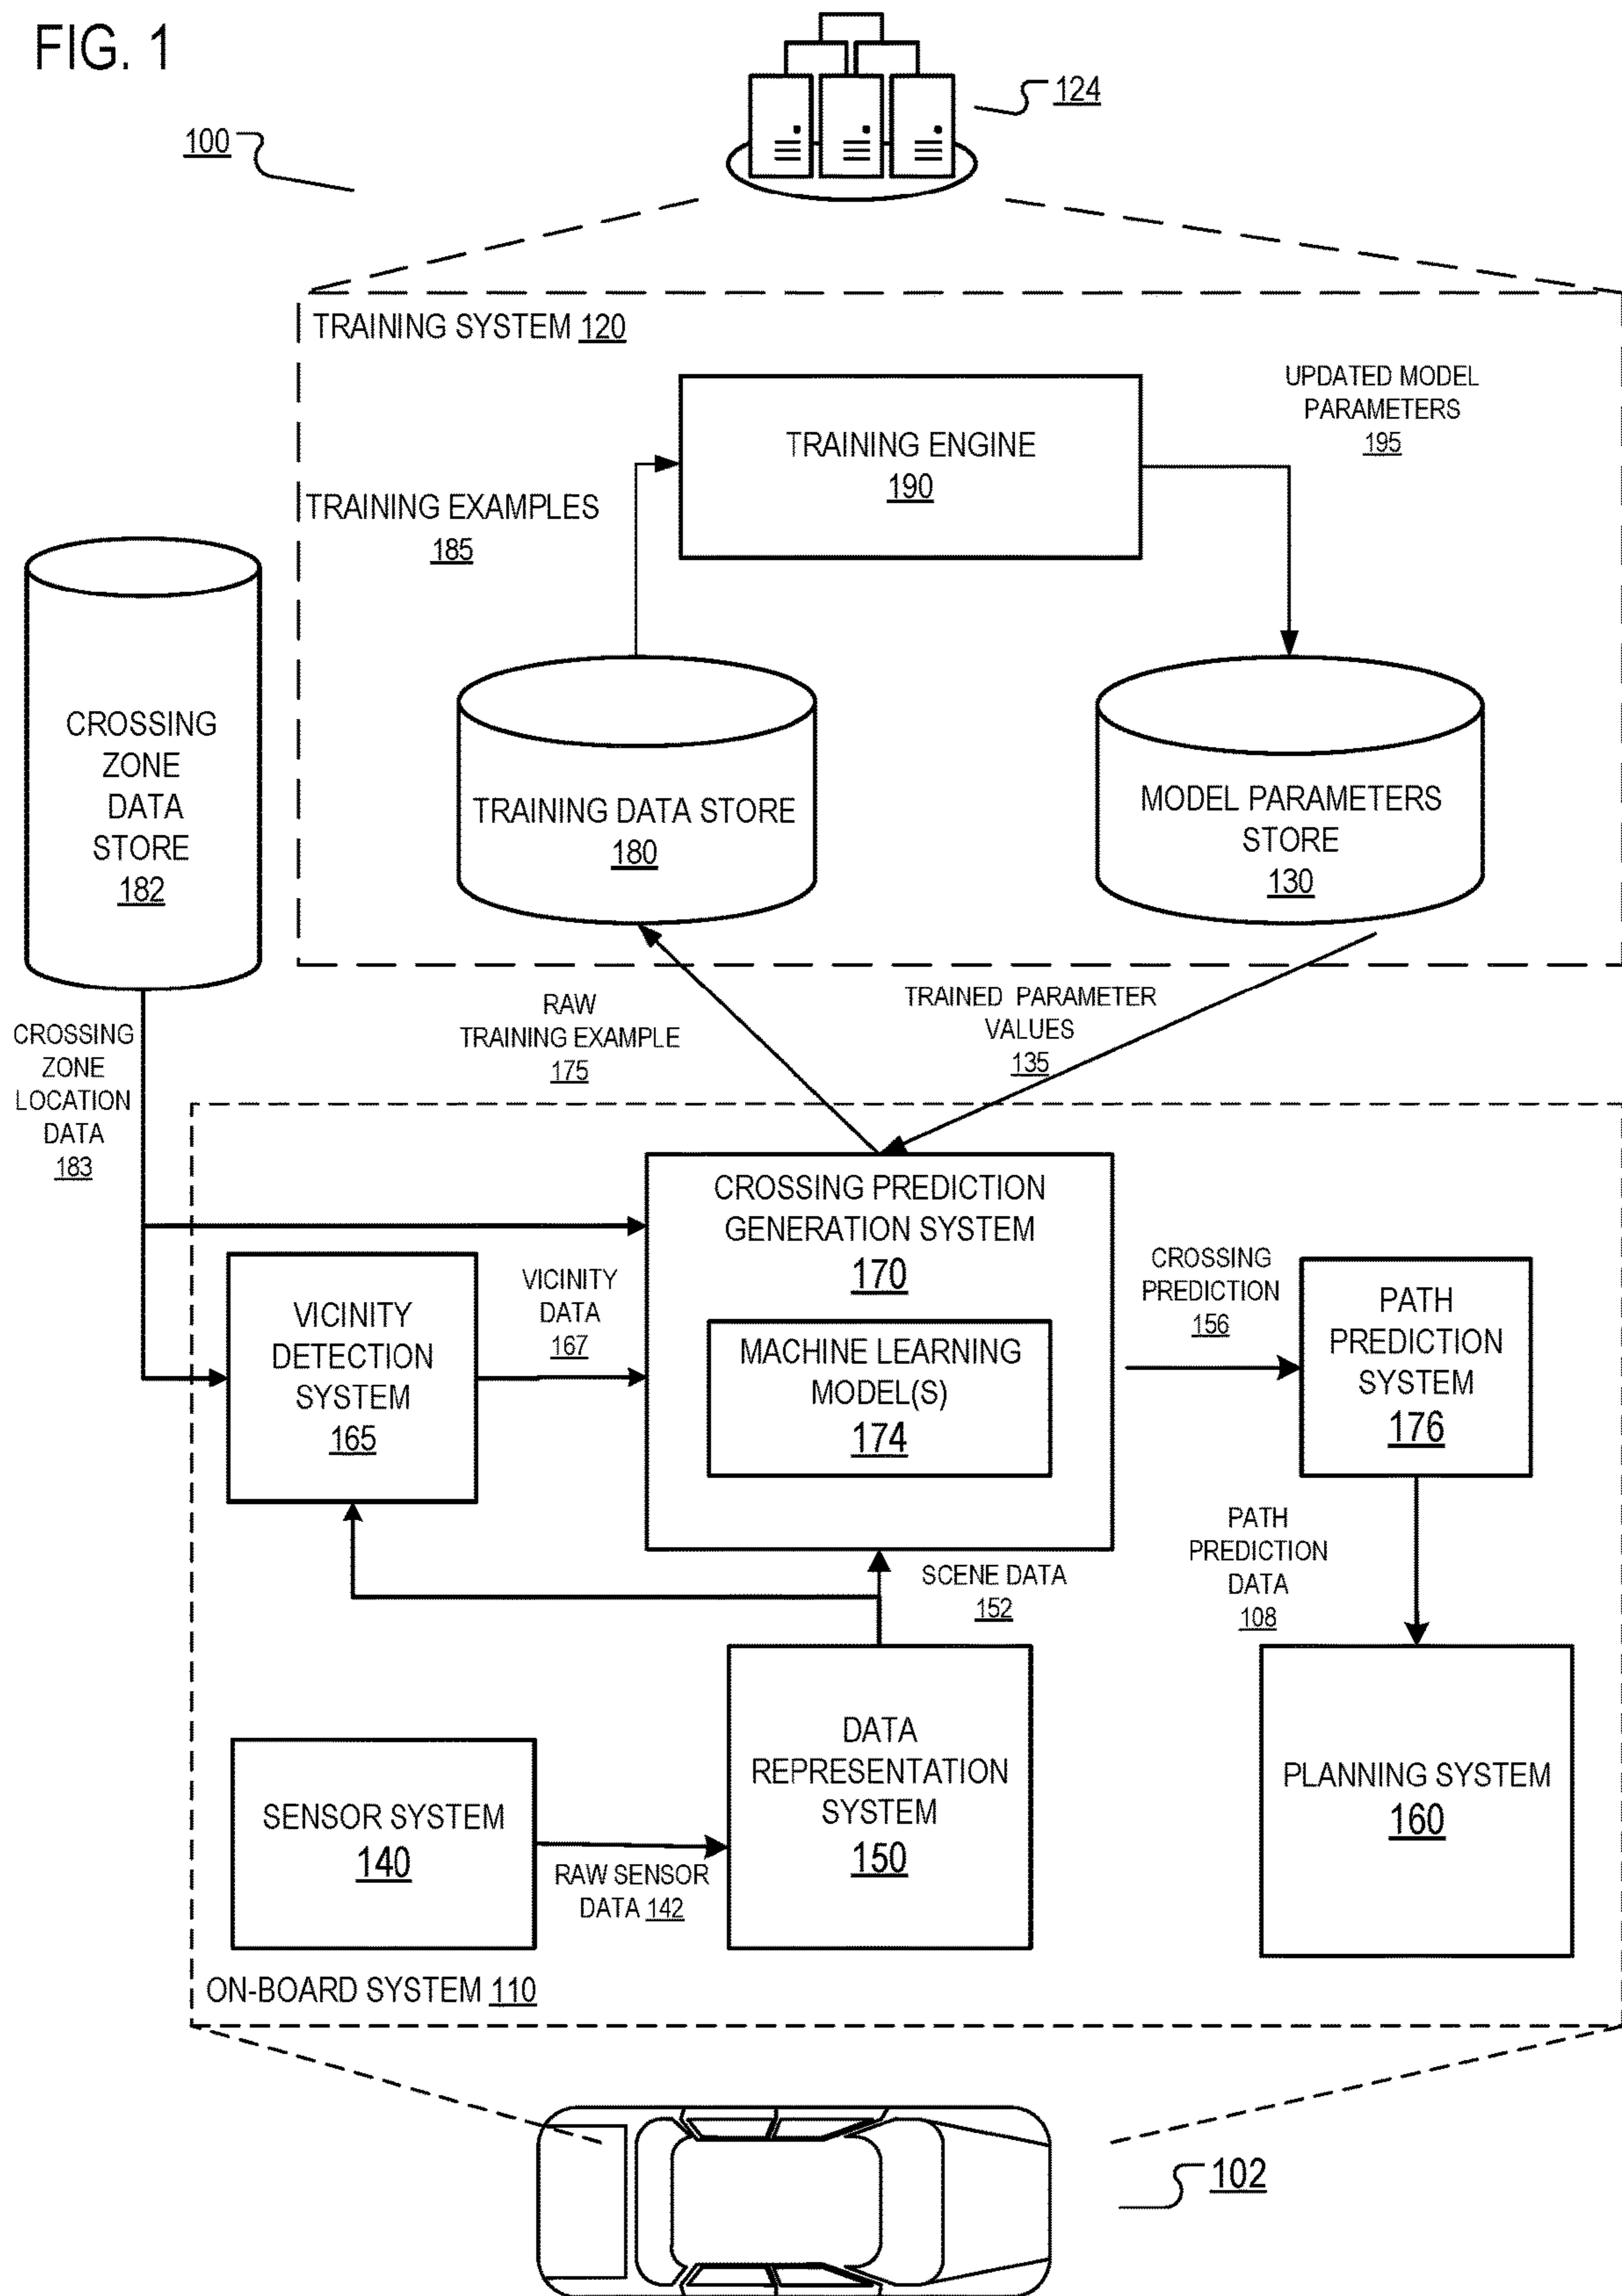 FIG. 1
124
100
TRAINING SYSTEM 120
UPDATED MODEL
PARAMETERS
195
TRAINING ENGINE
190
TRAINING EXAMPLES
185
CROSSING
ZONE
DATA
STORE
182
TRAINING DATA STORE
180
MODEL PARAMETERS
STORE
130
RAW
TRAINING EXAMPLE
175
TRAINED PARAMETER
VALUES
135
CROSSING
ZONE
LOCATION
DATA
183
CROSSING PREDICTION
GENERATION SYSTEM
170
MACHINE LEARNING
MODEL(S)
174
VICINITY
DETECTION
SYSTEM
165
VICINITY
DATA
167
CROSSING
PREDICTION
156
PATH
PREDICTION
SYSTEM
176
PATH
PREDICTION
DATA
108
SCENE DATA
152
DATA
REPRESENTATION
SYSTEM
150
SENSOR SYSTEM
140
RAW SENSOR
DATA 142
PLANNING SYSTEM
160
ON-BOARD SYSTEM 110
102